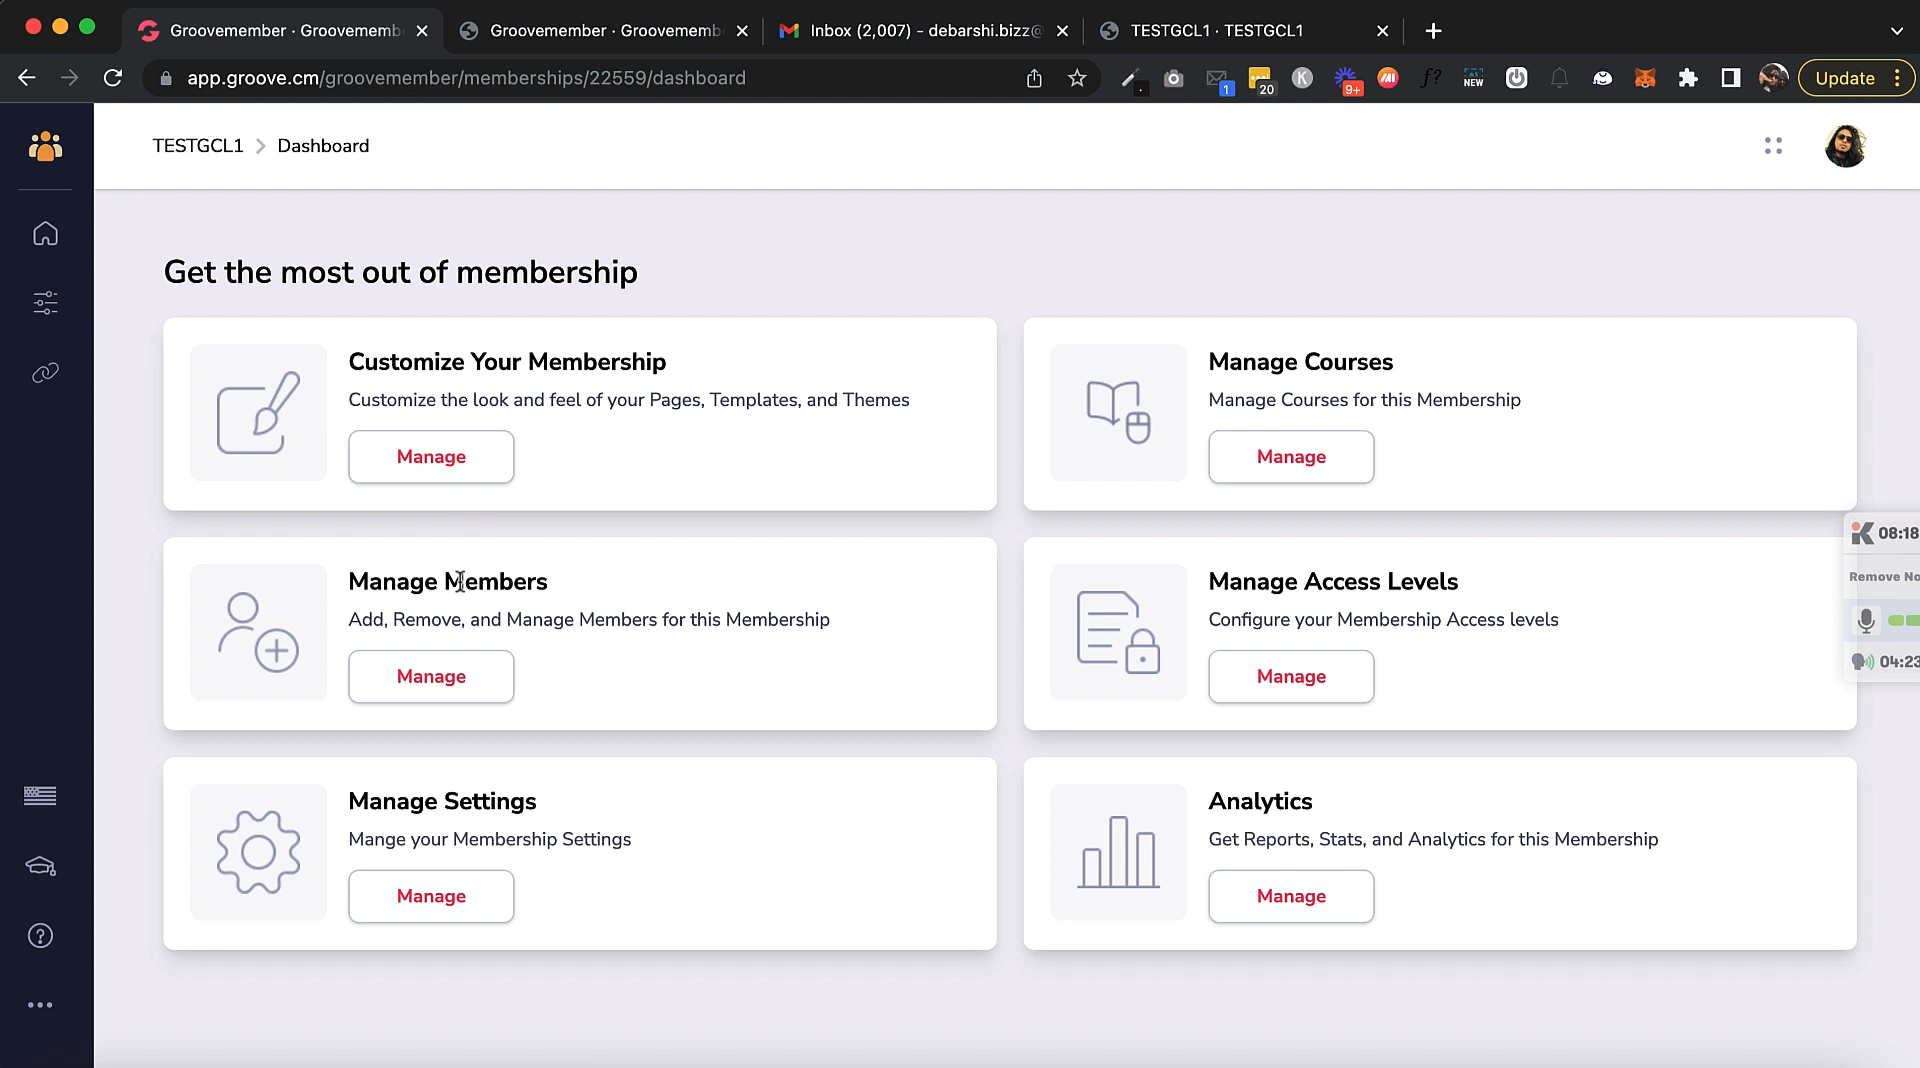 Groovemember · Groovememb
Groovemember · Groovememb
Inbox (2,007) - debarshi.bizz@
TESTGCL1 · TESTGCL1
app.groove.cm/groovemember/memberships/22559/dashboard
1
20
K
9+
f?
NEW
Update
TESTGCL1 > Dashboard
Get the most out of membership
Customize Your Membership
Customize the look and feel of your Pages, Templates, and Themes
Manage
Manage Courses
Manage Courses for this Membership
Manage
Manage Members
Add, Remove, and Manage Members for this Membership
Manage
Manage Access Levels
Configure your Membership Access levels
Manage
Manage Settings
Mange your Membership Settings
Manage
Analytics
Get Reports, Stats, and Analytics for this Membership
Manage
K 08:18
Remove No
04:23